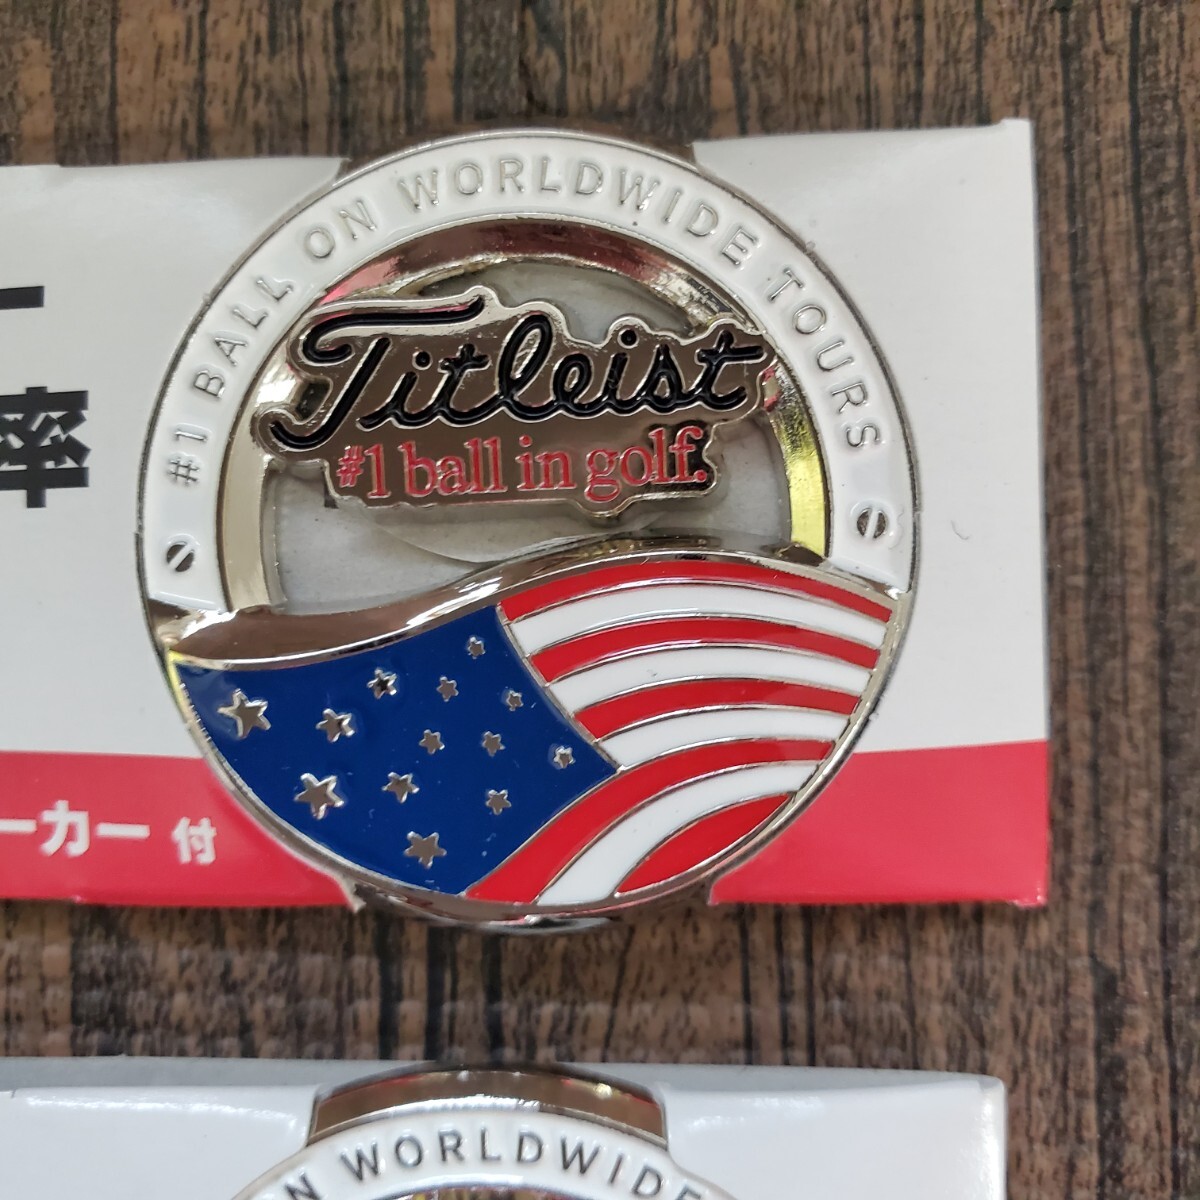 #1 BALL ON WORLDWIDE TOURS
Titleist
#1 ball in golf.
率
ーカー 付
N WORLDWIDE